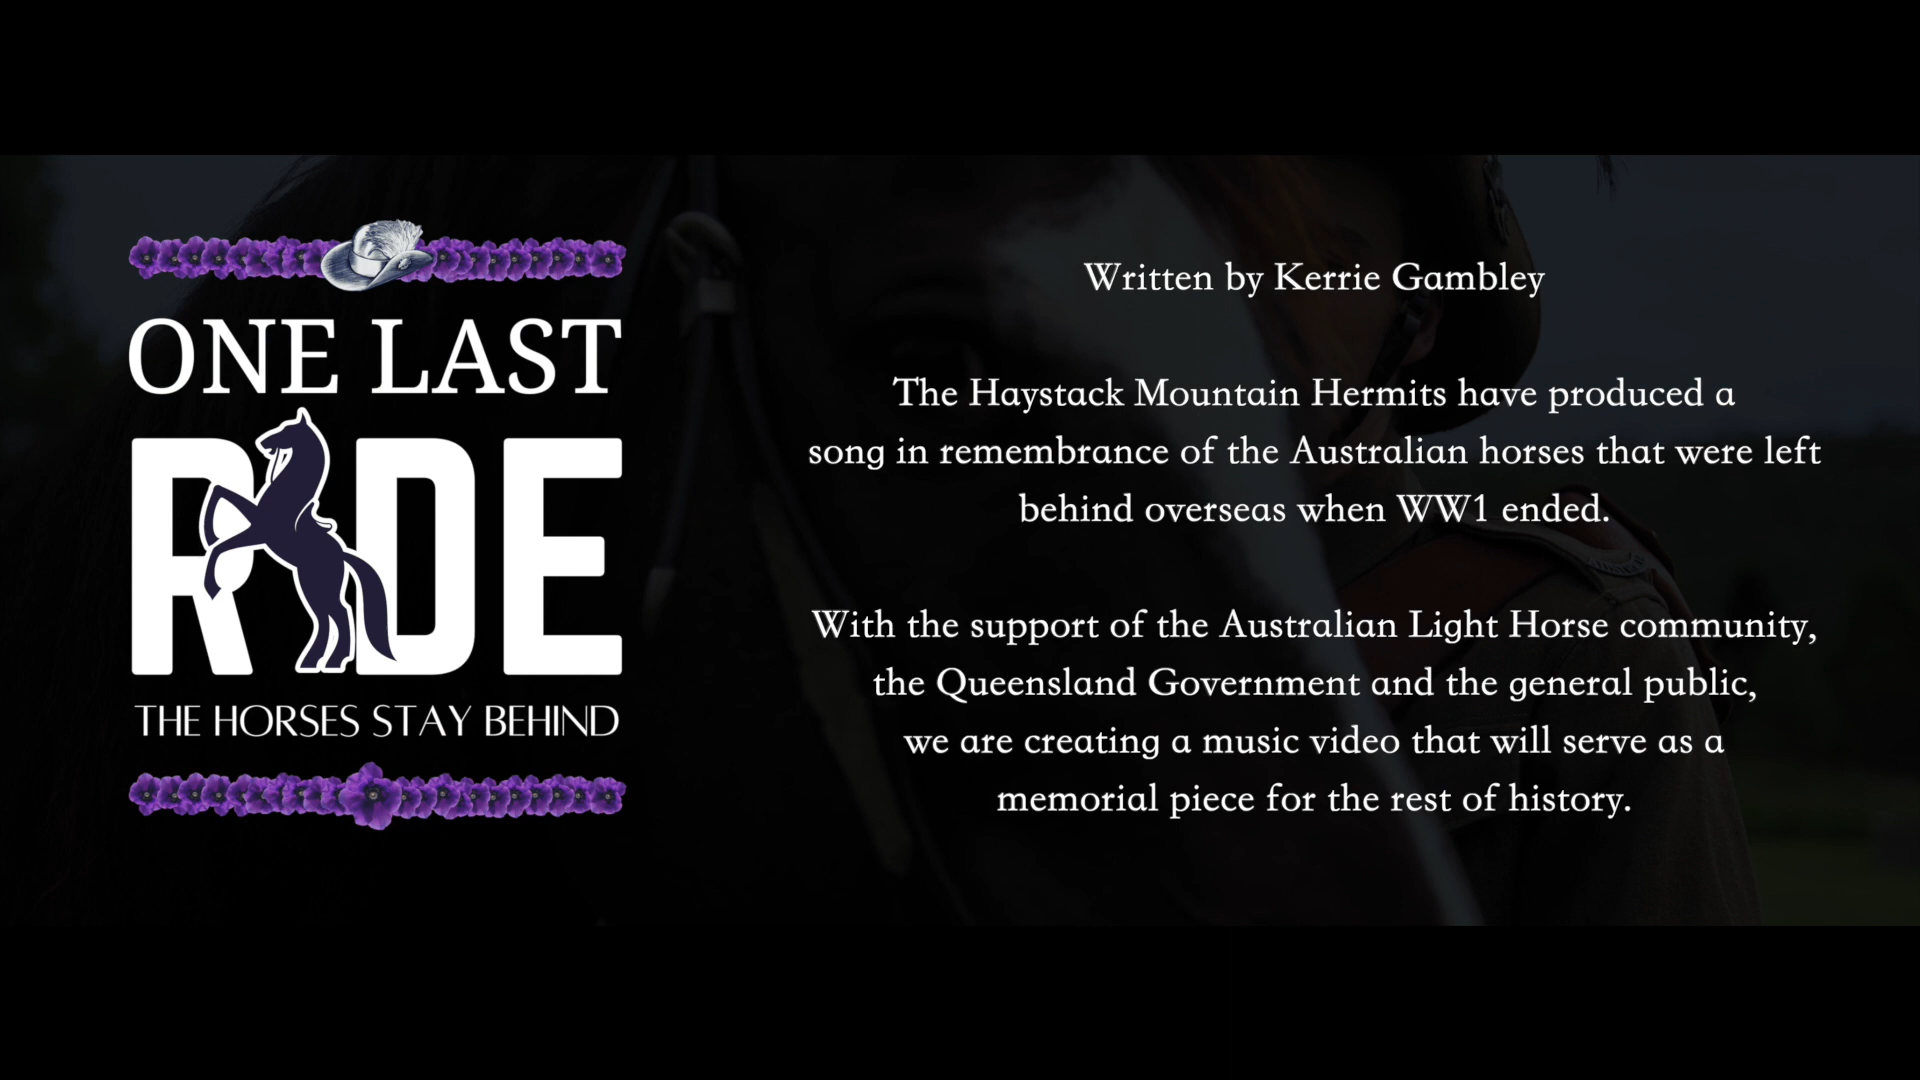 ONE LAST
RIDE
THE HORSES STAY BEHIND
Written by Kerrie Gambley
The Haystack Mountain Hermits have produced a
song in remembrance of the Australian horses that were left
behind overseas when WW1 ended.
With the support of the Australian Light Horse community,
the Queensland Government and the general public,
we are creating a music video that will serve as a
memorial piece for the rest of history.